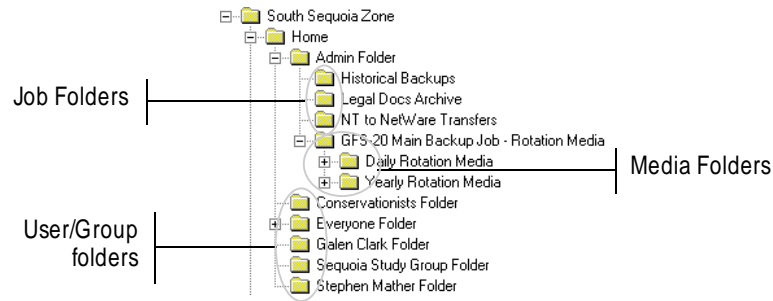 South Sequoia Zone
Home
Admin Folder
Historical Backups
Job Folders
Legal Docs Archive
NT to NetWare Transfers
GFS-20 Main Backup Job - Rotation Media
Daily Rotation Media
Media Folders
Yearly Rotation Media
Conservationists Folder
User/Group
folders
Everyone Folder
Galen Clark Folder
Sequoia Study Group Folder
Stephen Mather Folder